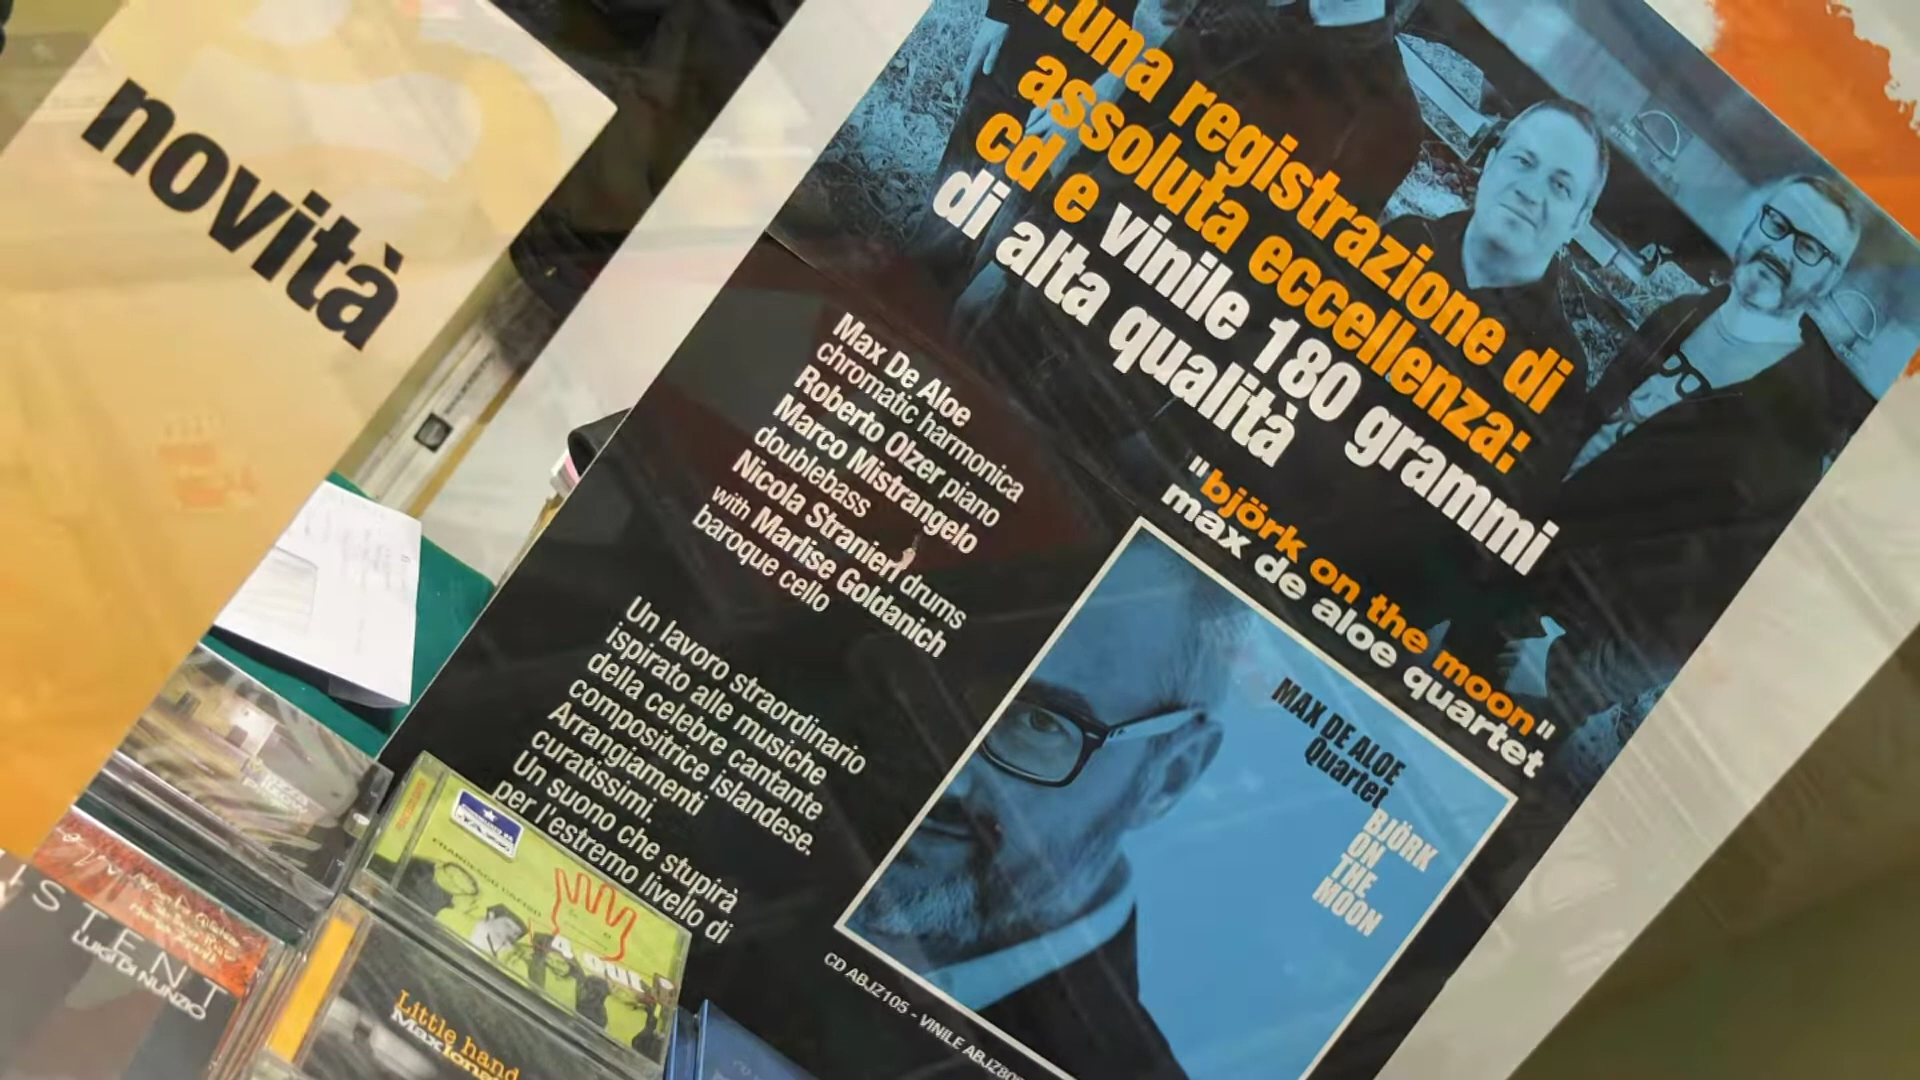 novità
una registrazione di
assoluta eccellenza:
cd e vinile 180 grammi
di alta qualità
Max De Aloe
chromatic harmonica
Roberto Olzer piano
Marco Mistrangelo
doublebass
Nicola Stranieri drums
with Marlise Goldanich
baroque cello
Un lavoro straordinario
ispirato alle musiche
della celebre cantante
compositrice islandese.
Arrangiamenti
curatissimi.
Un suono che stupirà
per l'estremo livello di
"björk on the moon"
max de aloe quartet
MAX DE ALOE
Quartet
BJÖRK
ON
THE
MOON
CD ABJZ105 - VINILE
LUIGI DI NUNZIO
Little hand